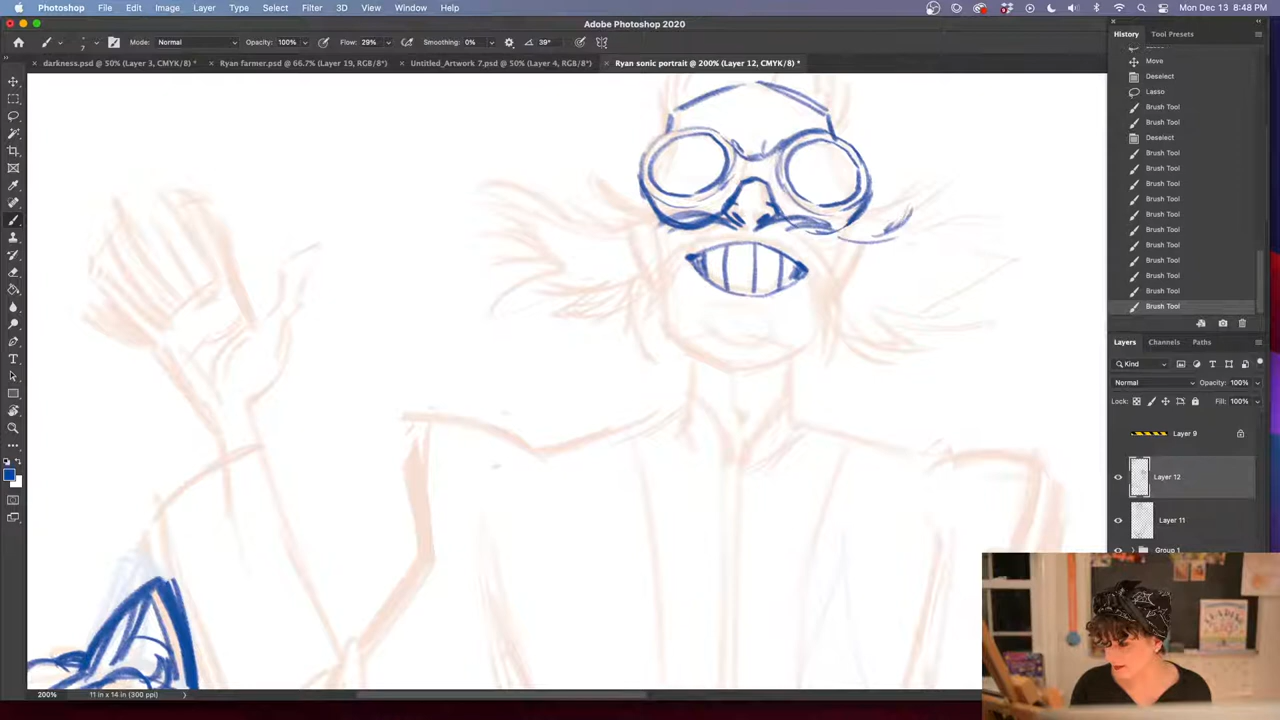 Photoshop File Edit Image Layer Type Select Filter 3D View Window Help Mon Dec 13 8:48 PM
Adobe Photoshop 2020
Mode: Normal Opacity: 100% Flow: 29% Smoothing: 0% 39°
darkness.psd @ 50% (Layer 3, CMYK/8) * Ryan farmer.psd @ 66.7% (Layer 19, RGB/8*) Untitled_Artwork 7.psd @ 50% (Layer 4, RGB/8*) Ryan sonic portrait @ 200% (Layer 12, CMYK/8) *
History Tool Presets
Move
Deselect
Lasso
Brush Tool
Brush Tool
Deselect
Brush Tool
Brush Tool
Brush Tool
Brush Tool
Brush Tool
Brush Tool
Brush Tool
Brush Tool
Brush Tool
Brush Tool
Brush Tool
Layers Channels Paths
Kind
Normal Opacity: 100%
Lock: Fill: 100%
Layer 9
Layer 12
Layer 11
Group 1
200% 11 in x 14 in (300 ppi)